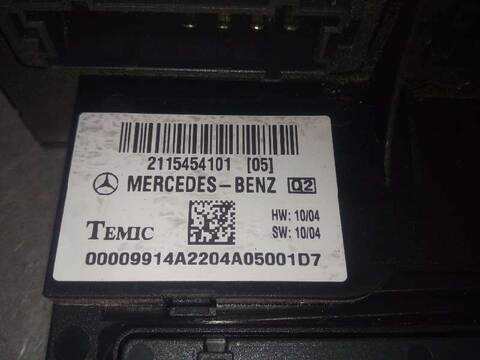 2115454101 [05]
MERCEDES-BENZ Q2
HW: 10/04
TEMIC SW: 10/04
00009914A2204A05001D7